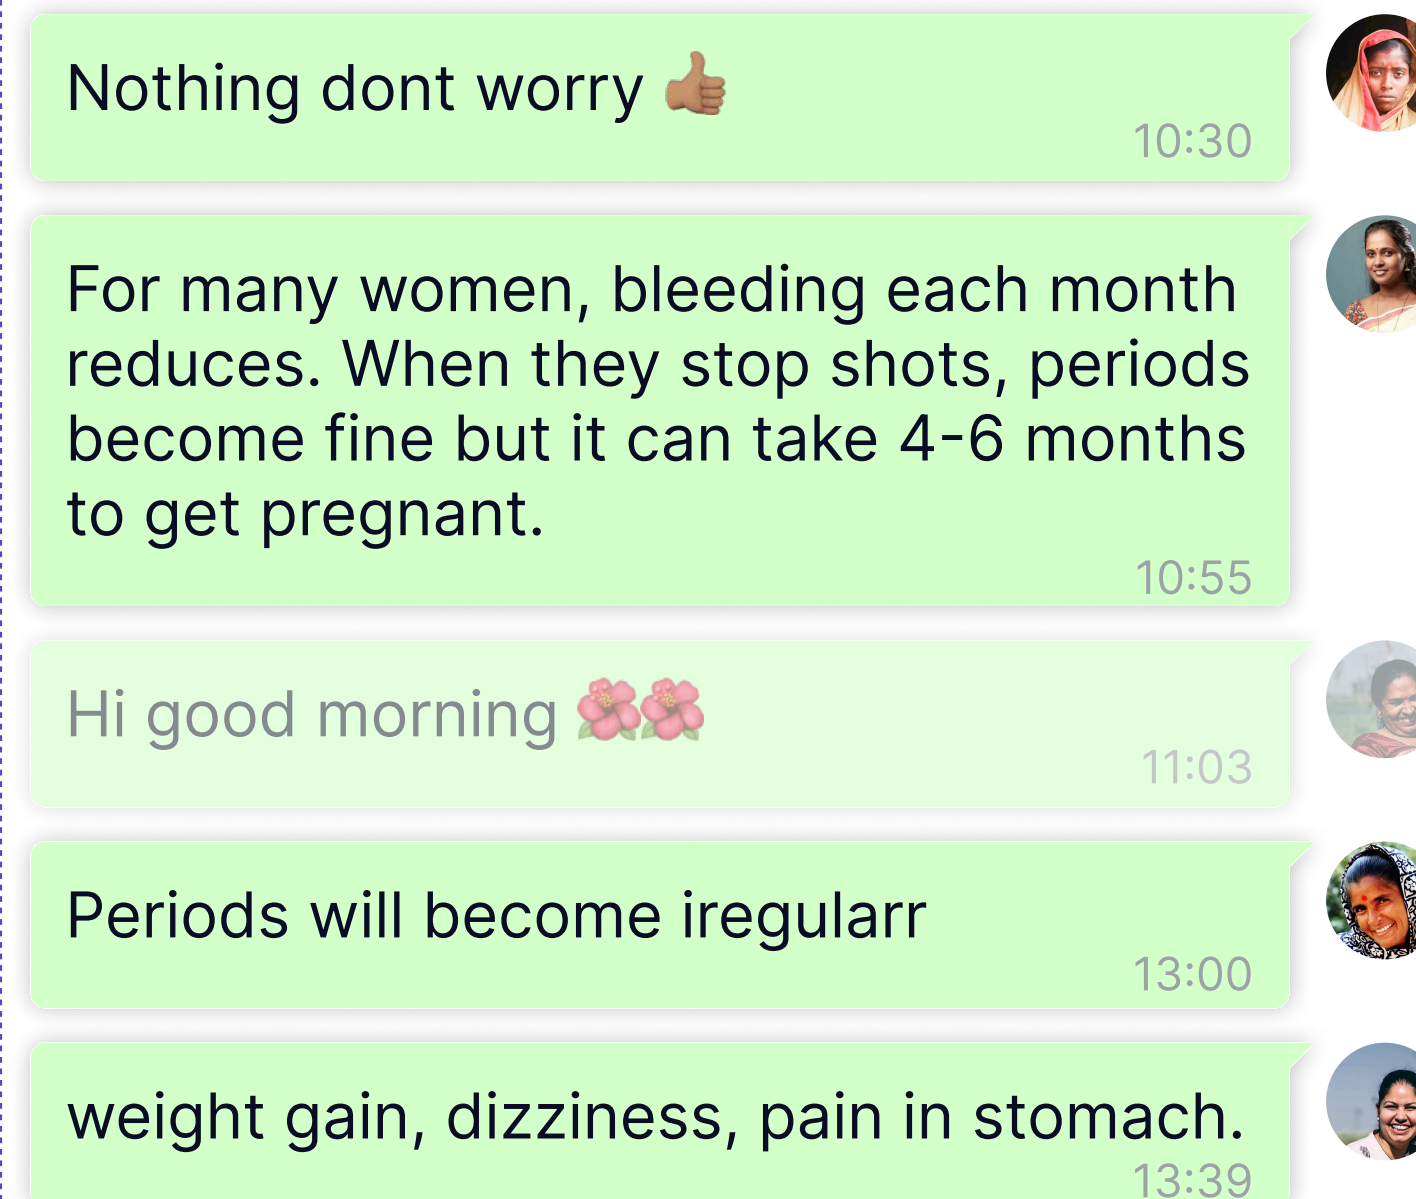 Nothing dont worry 👍🏽
10:30
For many women, bleeding each month
reduces. When they stop shots, periods
become fine but it can take 4-6 months
to get pregnant.
10:55
Hi good morning 🌺🌺
11:03
Periods will become iregularr
13:00
weight gain, dizziness, pain in stomach.
13:39